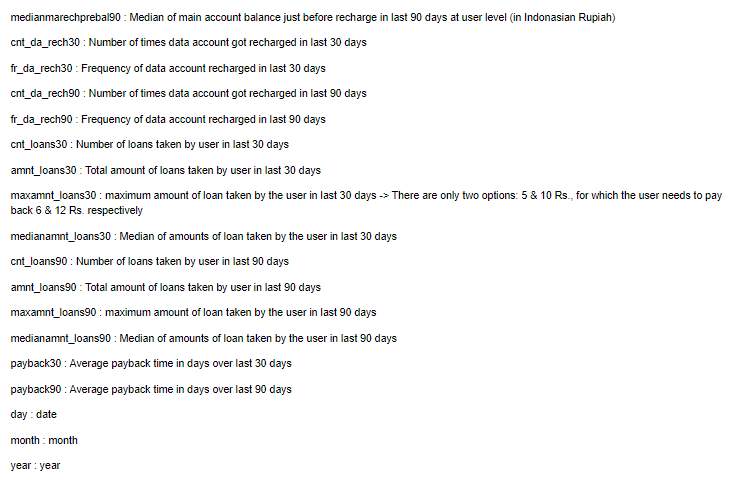 medianmarechprebal90 : Median of main account balance just before recharge in last 90 days at user level (in Indonasian Rupiah)
cnt_da_rech30 : Number of times data account got recharged in last 30 days
fr_da_rech30 : Frequency of data account recharged in last 30 days
cnt_da_rech90 : Number of times data account got recharged in last 90 days
fr_da_rech90 : Frequency of data account recharged in last 90 days
cnt_loans30 : Number of loans taken by user in last 30 days
amnt_loans30 : Total amount of loans taken by user in last 30 days
maxamnt_loans30 : maximum amount of loan taken by the user in last 30 days -> There are only two options: 5 & 10 Rs., for which the user needs to pay
back 6 & 12 Rs. respectively
medianamnt_loans30 : Median of amounts of loan taken by the user in last 30 days
cnt_loans90 : Number of loans taken by user in last 90 days
amnt_loans90 : Total amount of loans taken by user in last 90 days
maxamnt_loans90 : maximum amount of loan taken by the user in last 90 days
medianamnt_loans90 : Median of amounts of loan taken by the user in last 90 days
payback30 : Average payback time in days over last 30 days
payback90 : Average payback time in days over last 90 days
day : date
month : month
year : year